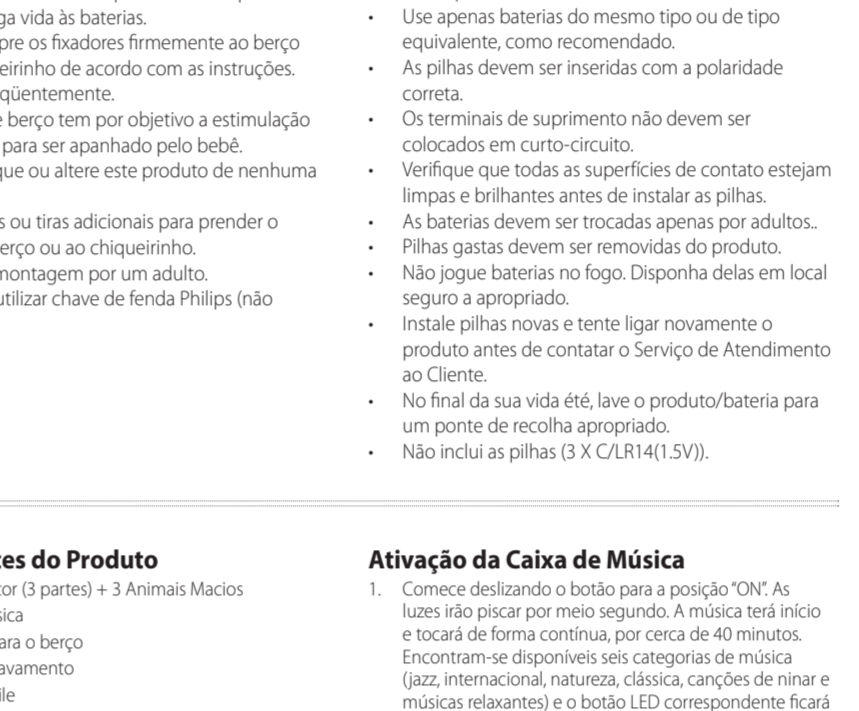 ga vida às baterias.
pre os fixadores firmemente ao berço
eirinho de acordo com as instruções.
qüentemente.
e berço tem por objetivo a estimulação
para ser apanhado pelo bebê.
que ou altere este produto de nenhuma
s ou tiras adicionais para prender o
erço ou ao chiqueirinho.
montagem por um adulto.
utilizar chave de fenda Philips (não
• Use apenas baterias do mesmo tipo ou de tipo
equivalente, como recomendado.
• As pilhas devem ser inseridas com a polaridade
correta.
• Os terminais de suprimento não devem ser
colocados em curto-circuito.
• Verifique que todas as superfícies de contato estejam
limpas e brilhantes antes de instalar as pilhas.
• As baterias devem ser trocadas apenas por adultos..
• Pilhas gastas devem ser removidas do produto.
• Não jogue baterias no fogo. Disponha delas em local
seguro a apropriado.
• Instale pilhas novas e tente ligar novamente o
produto antes de contatar o Serviço de Atendimento
ao Cliente.
• No final da sua vida été, lave o produto/bateria para
um ponte de recolha apropriado.
• Não inclui as pilhas (3 X C/LR14(1.5V)).
tes do Produto
tor (3 partes) + 3 Animais Macios
sica
ara o berço
avamento
ile
Ativação da Caixa de Música
1. Comece deslizando o botão para a posição “ON”. As
luzes irão piscar por meio segundo. A música terá início
e tocará de forma contínua, por cerca de 40 minutos.
Encontram-se disponíveis seis categorias de música
(jazz, internacional, natureza, clássica, canções de ninar e
músicas relaxantes) e o botão LED correspondente ficará